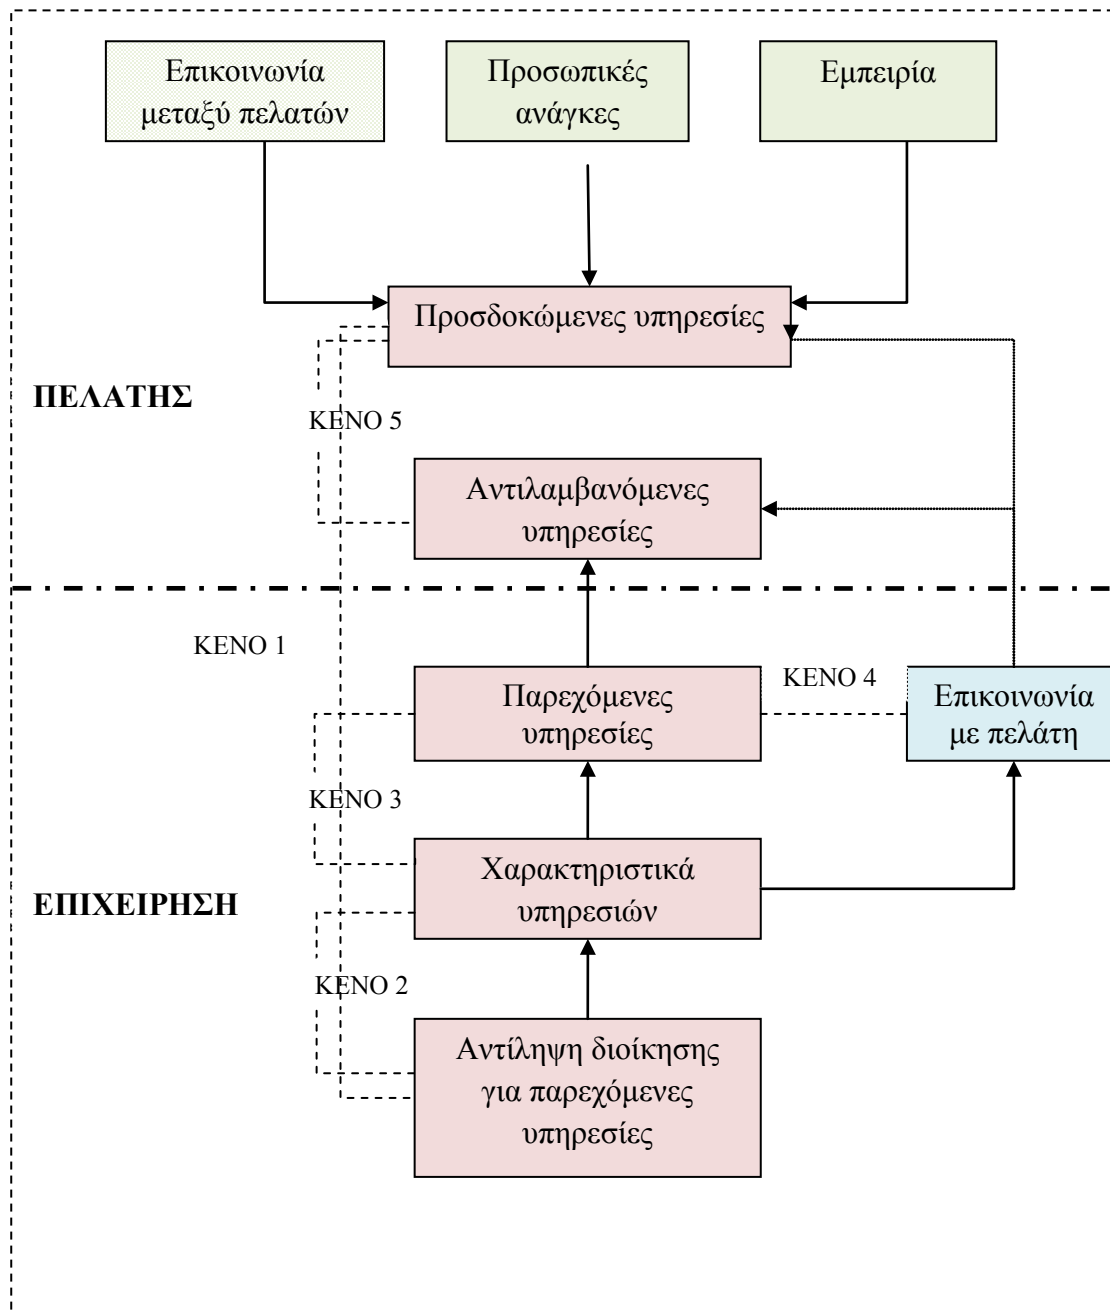 Επικοινωνία
μεταξύ πελατών
Προσωπικές
ανάγκες
Εμπειρία
Προσδοκώμενες υπηρεσίες
ΠΕΛΑΤΗΣ
ΚΕΝΟ 5
Αντιλαμβανόμενες
υπηρεσίες
ΚΕΝΟ 1
Παρεχόμενες
υπηρεσίες
ΚΕΝΟ 4
Επικοινωνία
με πελάτη
ΚΕΝΟ 3
Χαρακτηριστικά
υπηρεσιών
ΕΠΙΧΕΙΡΗΣΗ
ΚΕΝΟ 2
Αντίληψη διοίκησης
για παρεχόμενες
υπηρεσίες